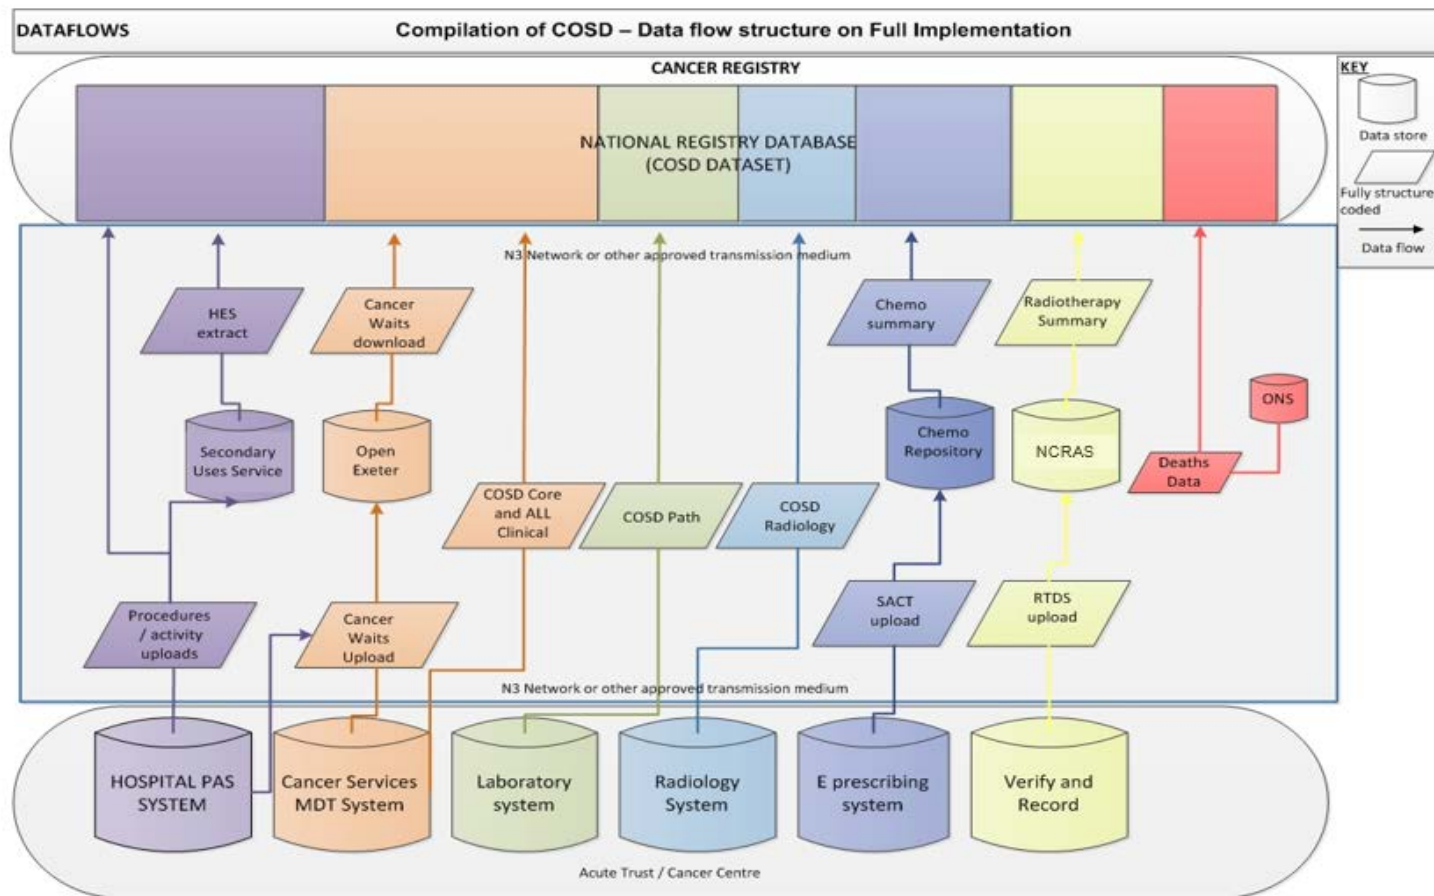 DATAFLOWS
Compilation of COSD – Data flow structure on Full Implementation
CANCER REGISTRY
NATIONAL REGISTRY DATABASE
(COSD DATASET)
KEY
Data store
Fully structure
coded
Data flow
N3 Network or other approved transmission medium
HES
extract
Cancer
Waits
download
Chemo
summary
Radiotherapy
Summary
Secondary
Uses Service
Open
Exeter
Chemo
Repository
NCRAS
ONS
Deaths
Data
COSD Core
and ALL
Clinical
COSD Path
COSD
Radiology
Procedures
/ activity
uploads
Cancer
Waits
Upload
SACT
upload
RTDS
upload
N3 Network or other approved transmission medium
HOSPITAL PAS
SYSTEM
Cancer Services
MDT System
Laboratory
system
Radiology
System
E prescribing
system
Verify and
Record
Acute Trust / Cancer Centre